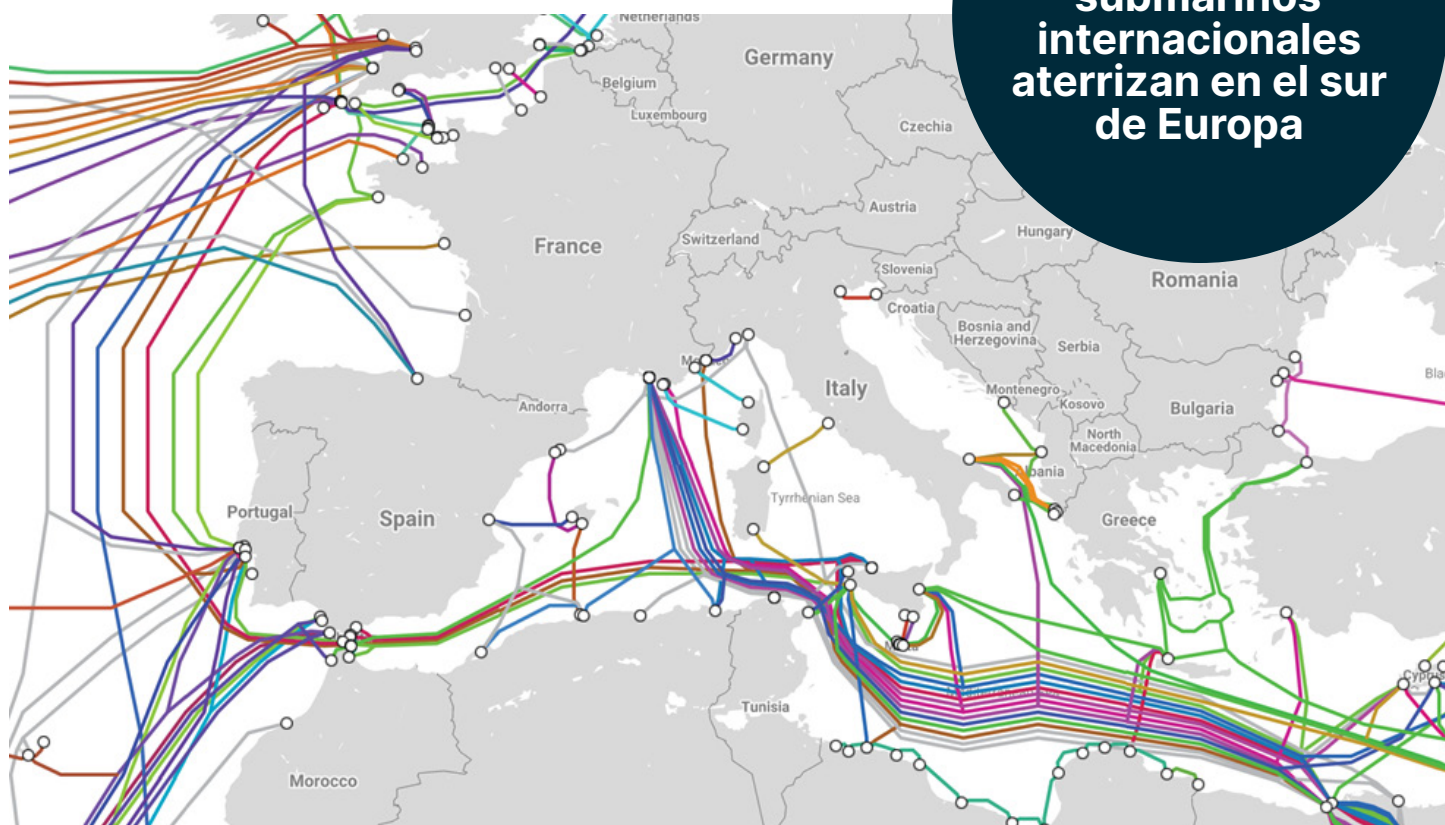 submarinos
internacionales
aterrizan en el sur
de Europa
Netherlands
Germany
Belgium
Luxembourg
Czechia
Austria
France
Switzerland
Hungary
Slovenia
Romania
Croatia
Bosnia and
Herzegovina
Serbia
Italy
Montenegro
Andorra
Kosovo
Bulgaria
North
Macedonia
Tyrrhenian Sea
Portugal
Spain
Greece
Tunisia
Morocco